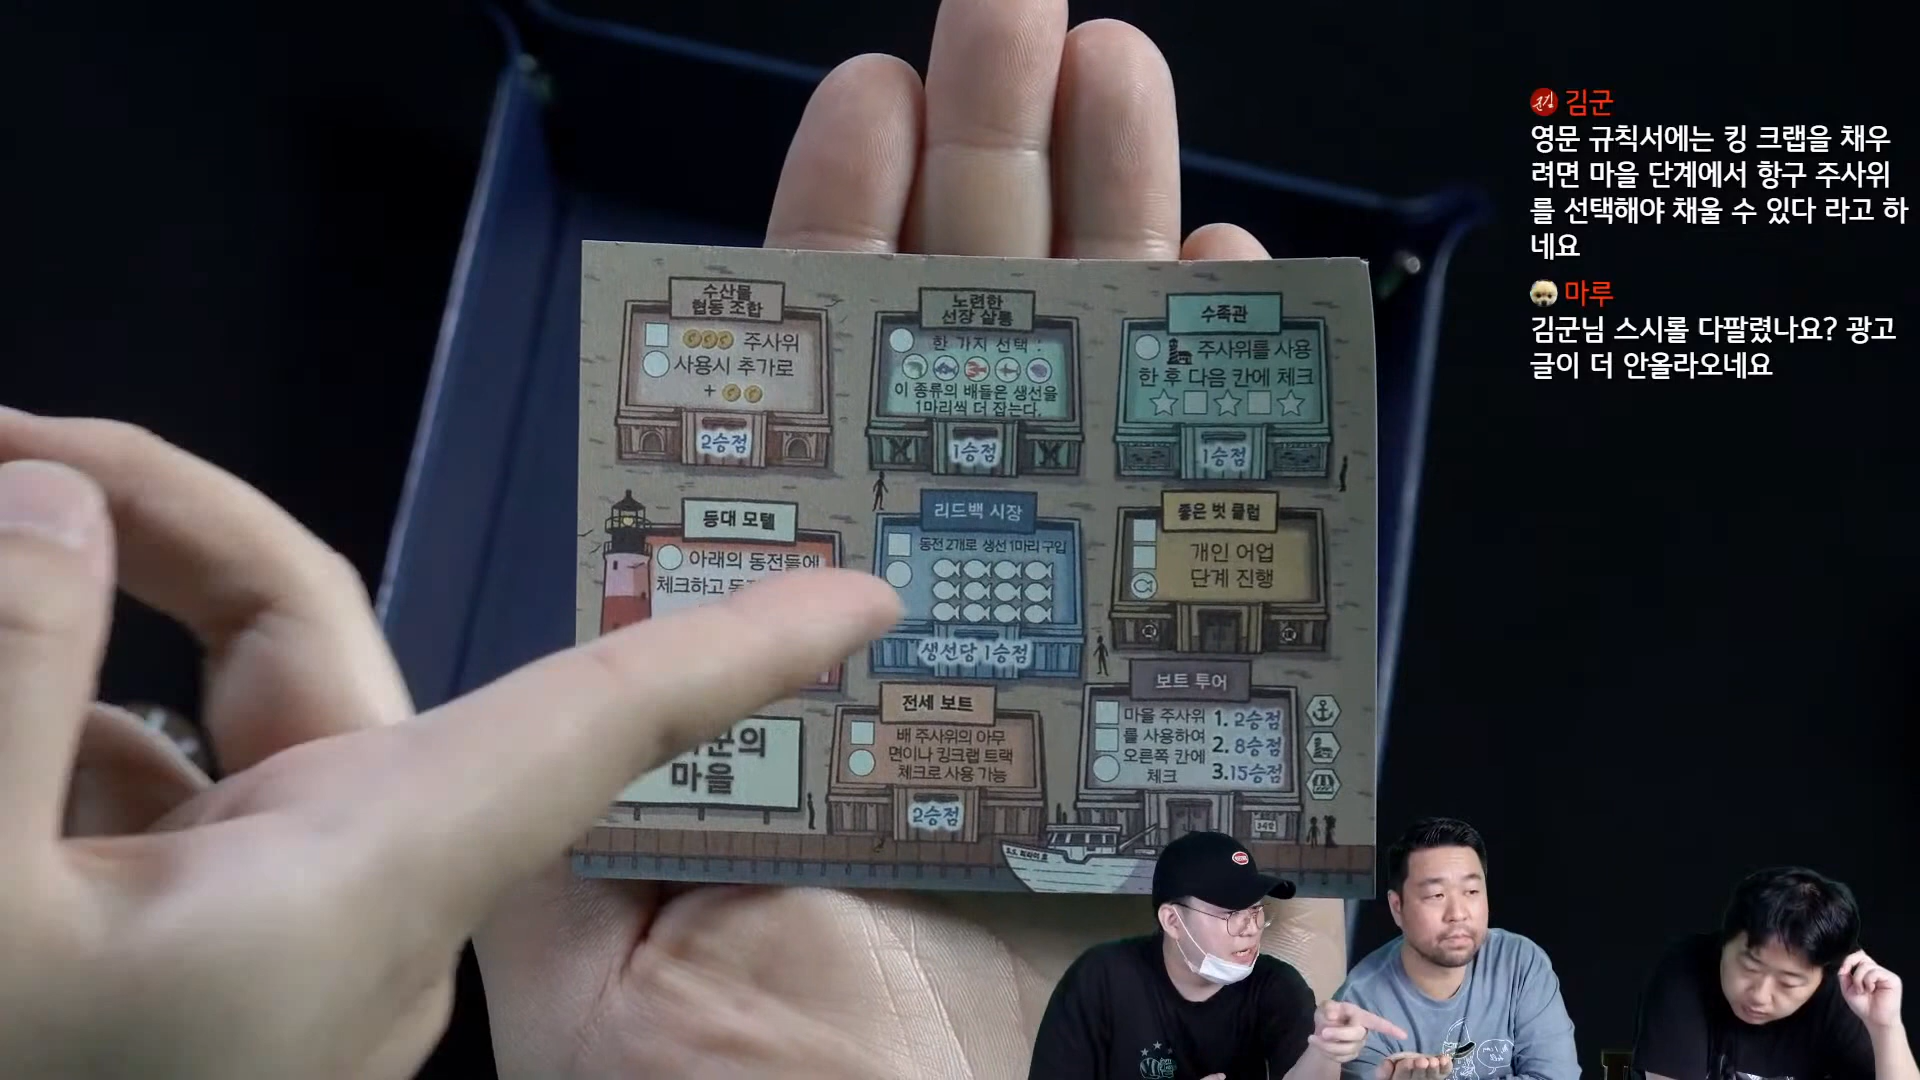 수산물
협동 조합
주사위
사용시 추가로
+
2승점
노련한
선장 살롱
한 가지 선택 :
이 종류의 배들은 생선을
1마리씩 더 잡는다.
1승점
수족관
주사위를 사용
한 후 다음 칸에 체크
1승점
등대 모텔
아래의 동전들에
체크하고
리드백 시장
동전 2개로 생선 1마리 구입
생선당 1승점
좋은 벗 클럽
개인 어업
단계 진행
마을
전세 보트
배 주사위의 아무
면이나 킹크랩 트랙
체크로 사용 가능
2승점
보트 투어
마을 주사위 1. 2승점
를 사용하여 2. 8승점
오른쪽 칸에 3.15승점
체크
김군
영문 규칙서에는 킹 크랩을 채우
려면 마을 단계에서 항구 주사위
를 선택해야 채울 수 있다 라고 하
네요
마루
김군님 스시롤 다팔렸나요? 광고
글이 더 안올라오네요